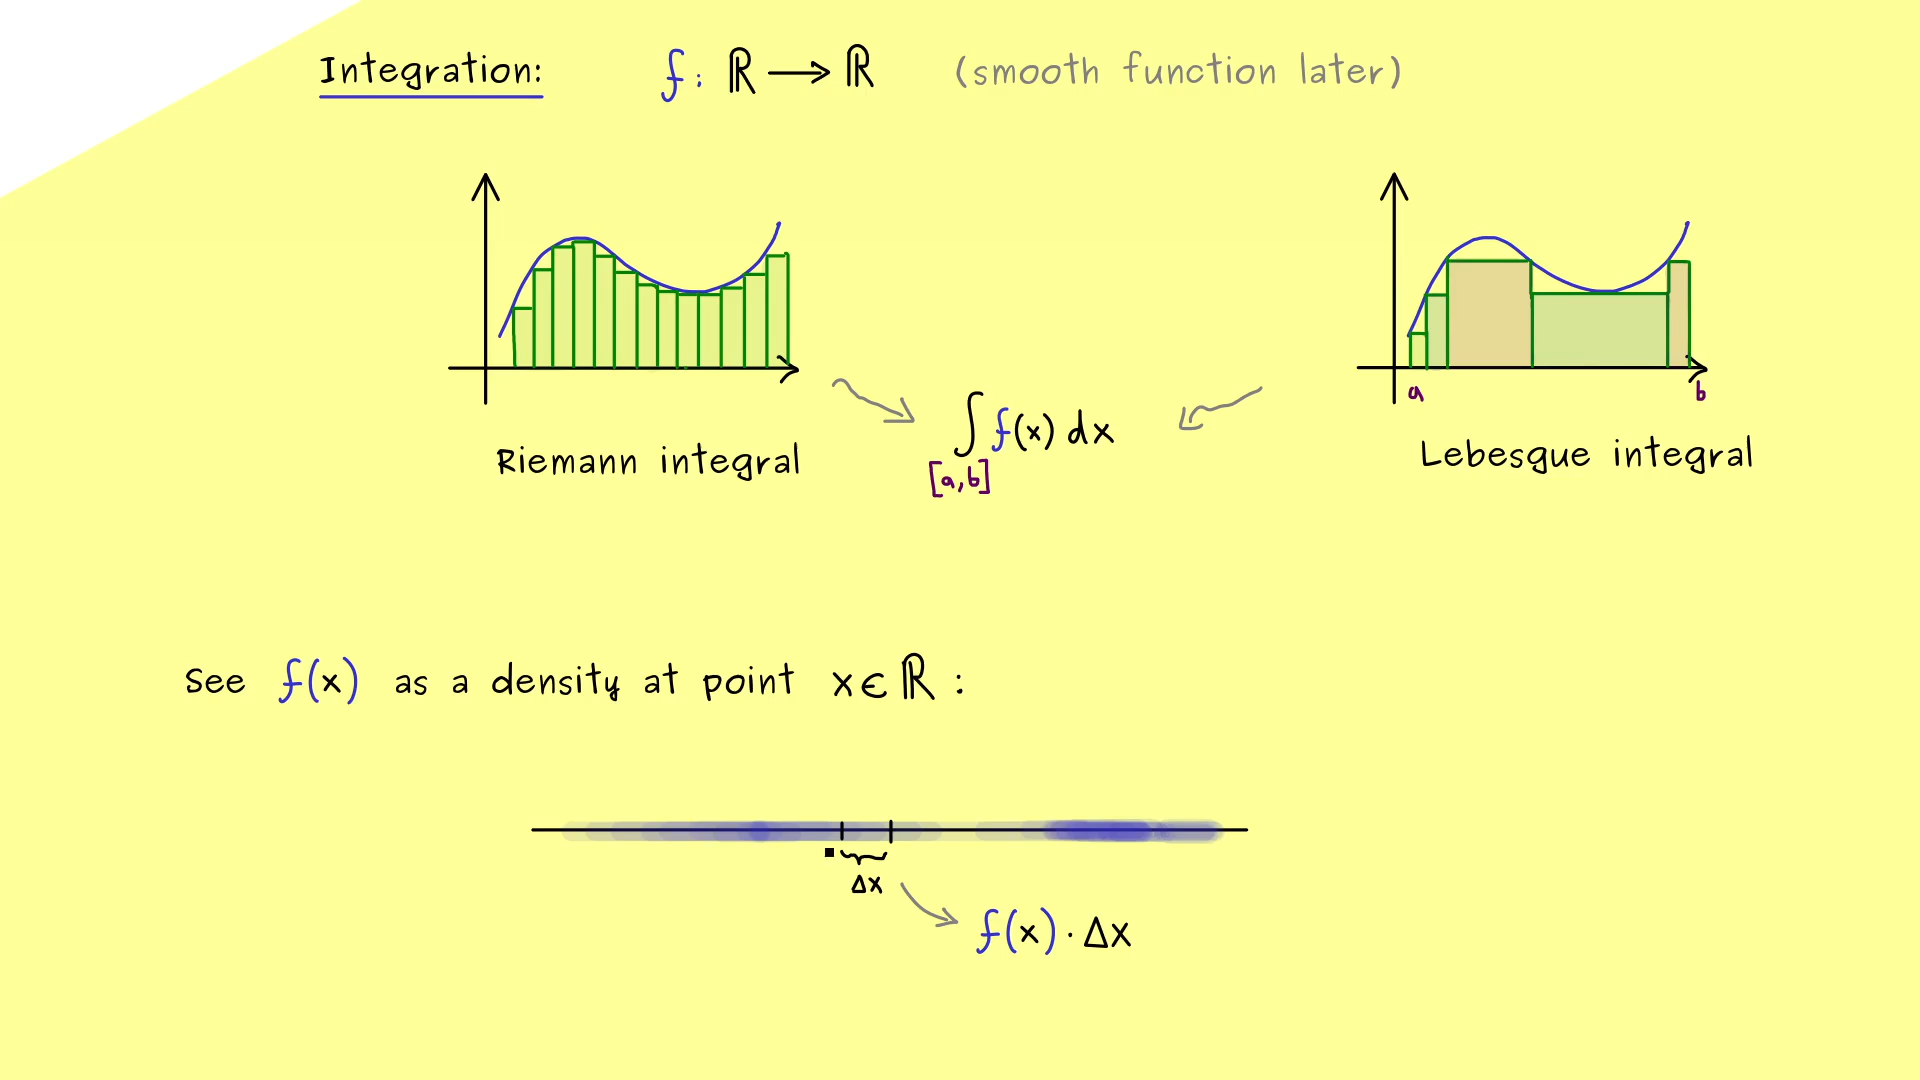 Integration: f: ℝ → ℝ (smooth function later)
a b
Riemann integral
∫[a,b] f(x) dx
Lebesgue integral
See f(x) as a density at point x ∈ ℝ :
Δx
f(x) · Δx